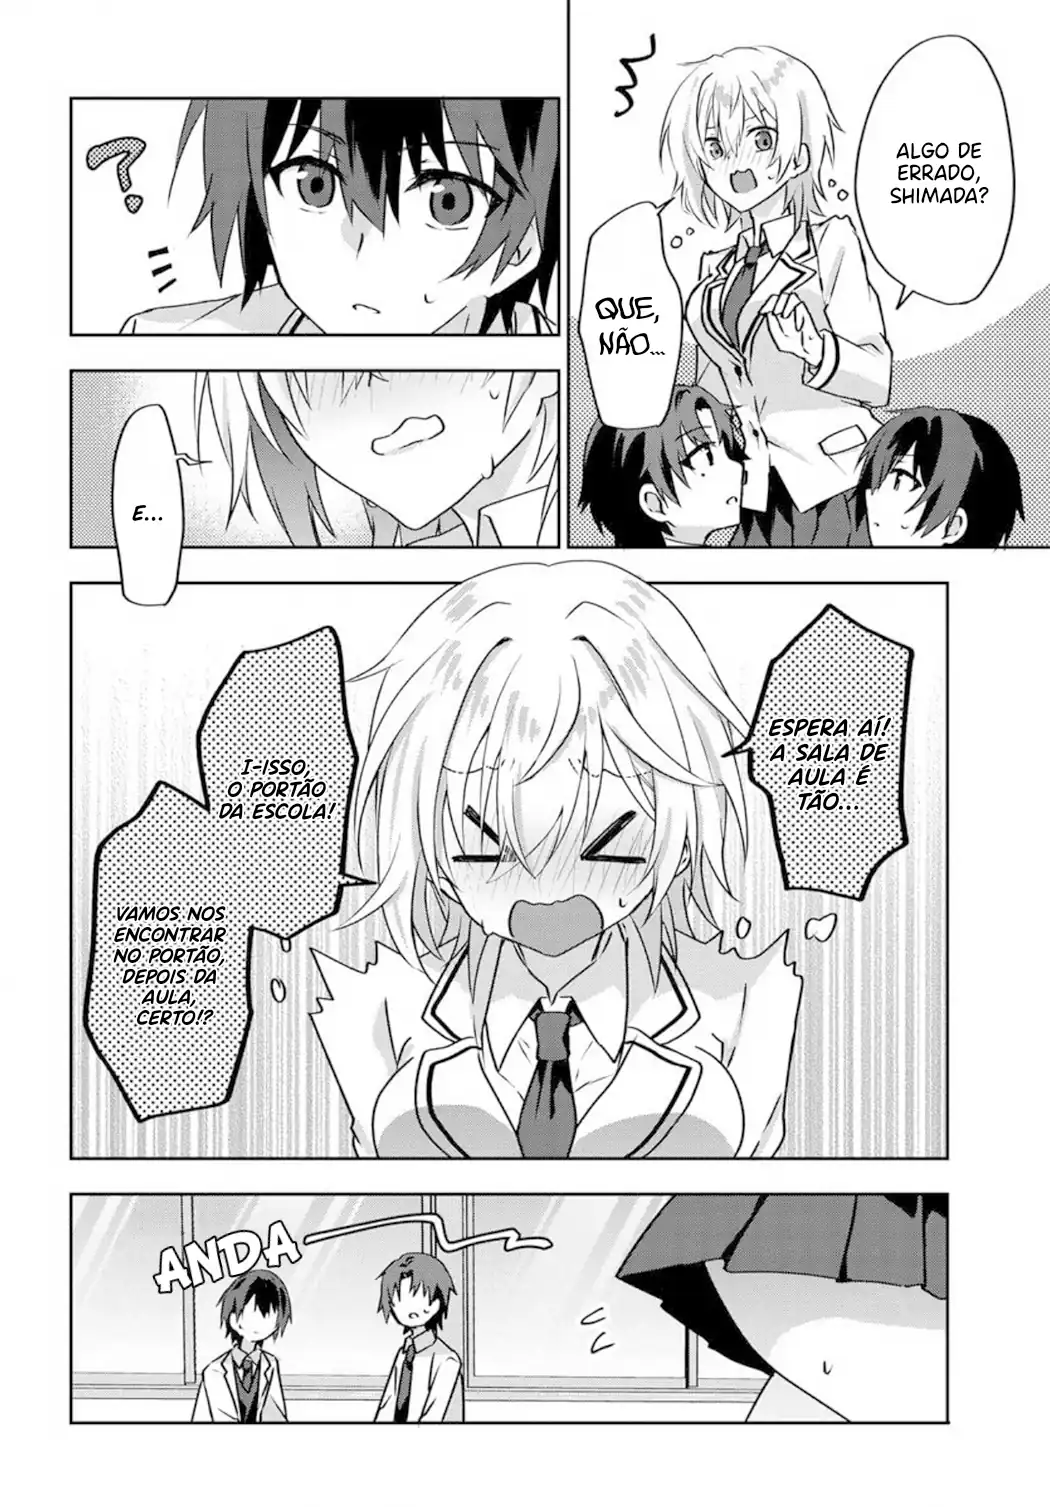 ALGO DE
ERRADO,
SHIMADA?
QUE,
NÃO...
?
E...
ESPERA AÍ!
A SALA DE
AULA É
TÃO...
I-ISSO,
O PORTÃO
DA ESCOLA!
VAMOS NOS
ENCONTRAR
NO PORTÃO,
DEPOIS DA
AULA,
CERTO!?
ANDA